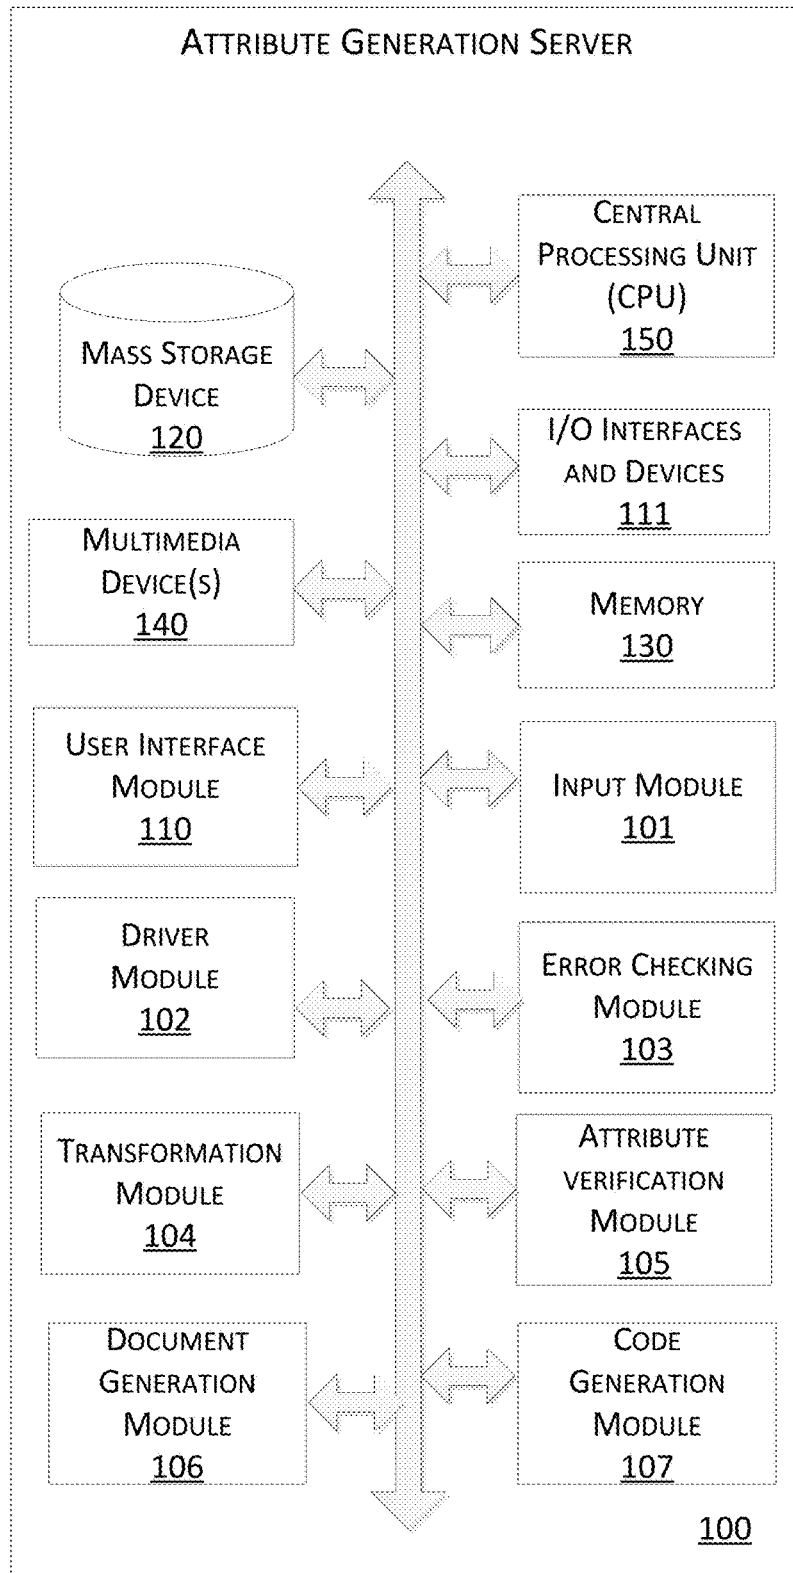 ATTRIBUTE GENERATION SERVER
CENTRAL
PROCESSING UNIT
(CPU)
150
MASS STORAGE
DEVICE
120
I/O INTERFACES
AND DEVICES
111
MULTIMEDIA
DEVICE(S)
140
MEMORY
130
USER INTERFACE
MODULE
110
INPUT MODULE
101
DRIVER
MODULE
102
ERROR CHECKING
MODULE
103
TRANSFORMATION
MODULE
104
ATTRIBUTE
VERIFICATION
MODULE
105
DOCUMENT
GENERATION
MODULE
106
CODE
GENERATION
MODULE
107
100